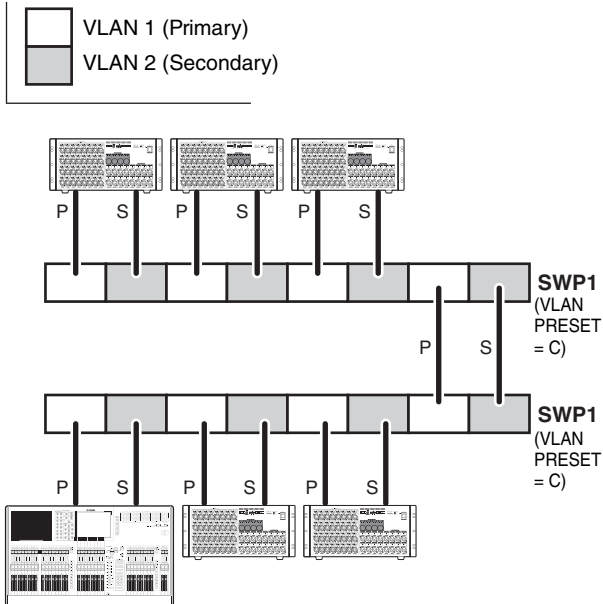 VLAN 1 (Primary)
VLAN 2 (Secondary)
P S P S P S
SWP1
(VLAN
PRESET
= C)
P S
SWP1
(VLAN
PRESET
= C)
P S P S P S